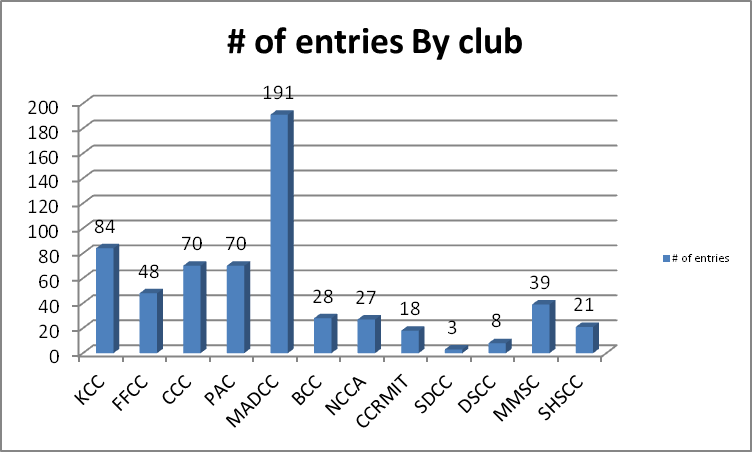 # of entries By club
191
200
180
160
140
120
100
80
60
40
20
0
84
48
70
70
28
27
18
3
8
39
21
KCC
FFCC
CCC
PAC
MADCC
BCC
NCCA
CCRMIT
SDCC
DSCC
MMSC
SHSCC
# of entries